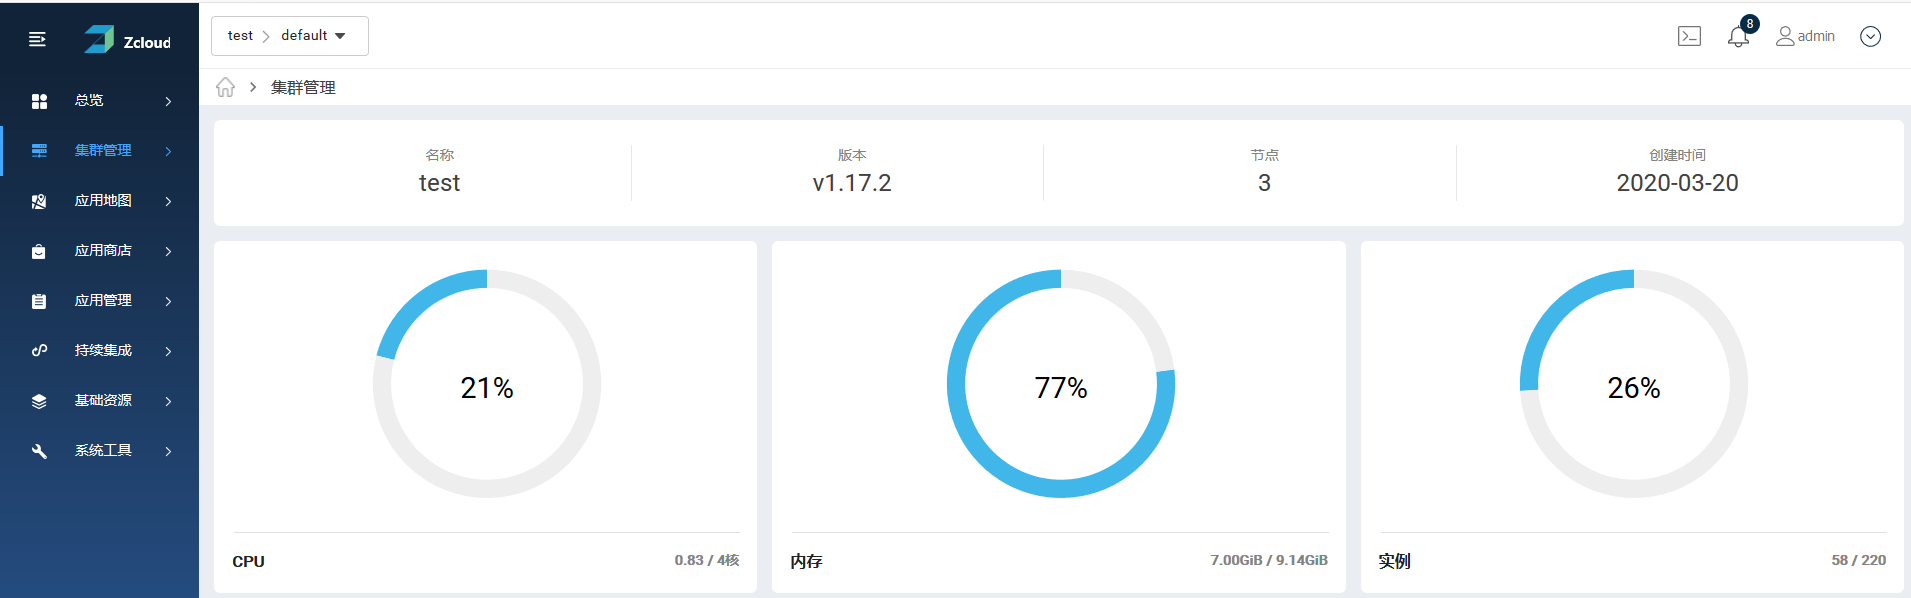 Zcloud
test > default
8
admin
总览
集群管理
应用地图
应用商店
应用管理
持续集成
基础资源
系统工具
集群管理
名称
test
版本
v1.17.2
节点
3
创建时间
2020-03-20
21%
CPU
0.83 / 4核
77%
内存
7.00GiB / 9.14GiB
26%
实例
58 / 220